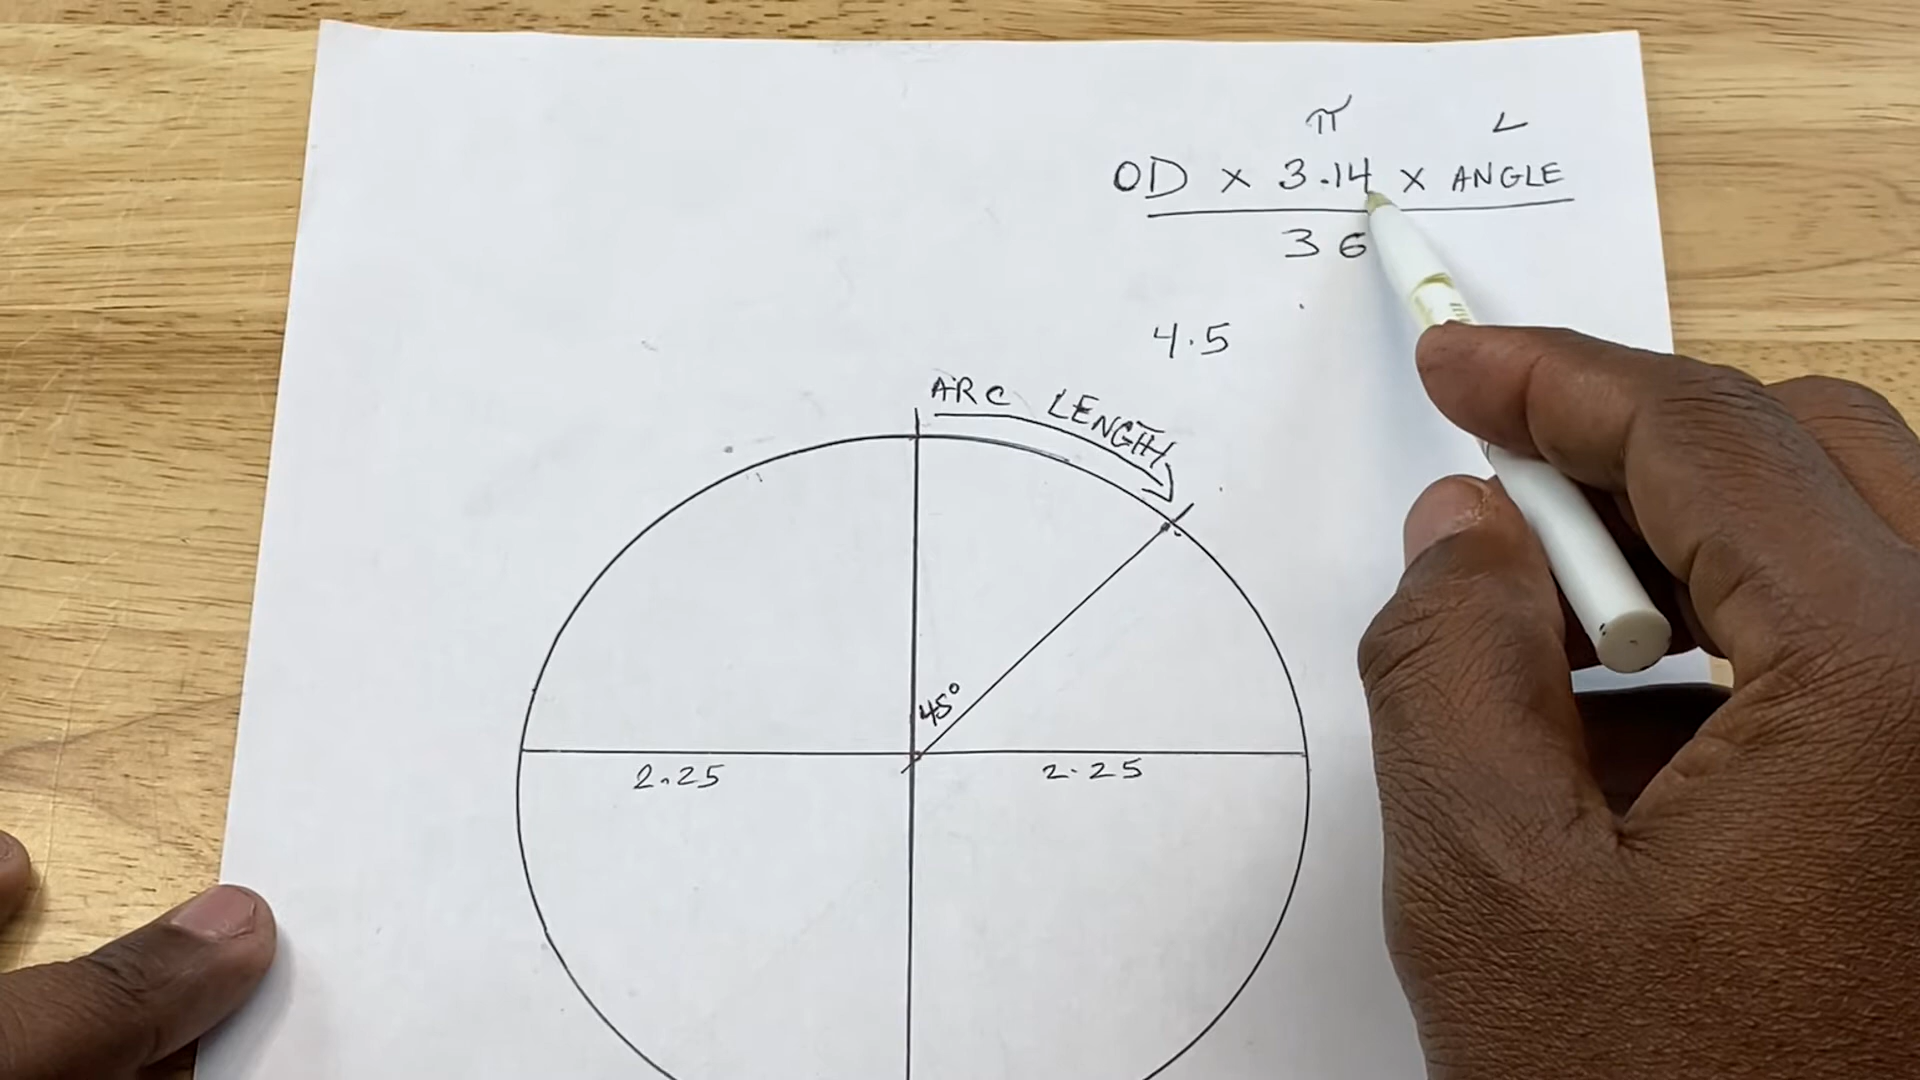 π ∠
OD × 3.14 × ANGLE
36
4.5
ARC LENGTH
45°
2.25 2.25